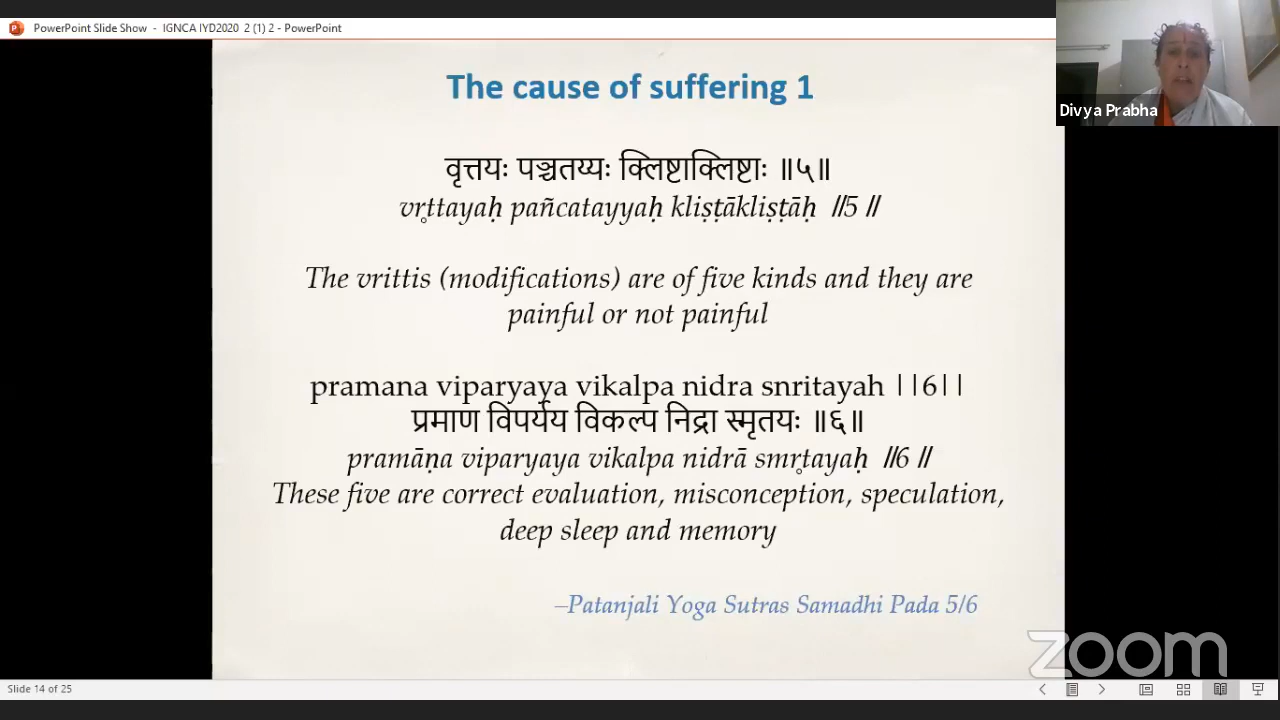 PowerPoint Slide Show - IGNCA IYD2020 2 (1) 2 - PowerPoint
The cause of suffering 1
वृत्तयः पञ्चतय्यः क्लिष्टाक्लिष्टाः ॥५॥
vr̥ttayaḥ pañcatayyaḥ kliṣṭākliṣṭāḥ //5 //
The vrittis (modifications) are of five kinds and they are
painful or not painful
pramana viparyaya vikalpa nidra snritayah ||6||
प्रमाण विपर्यय विकल्प निद्रा स्मृतयः ॥६॥
pramāṇa viparyaya vikalpa nidrā smr̥tayaḥ //6 //
These five are correct evaluation, misconception, speculation,
deep sleep and memory
–Patanjali Yoga Sutras Samadhi Pada 5/6
Divya Prabha
zoom
Slide 14 of 25